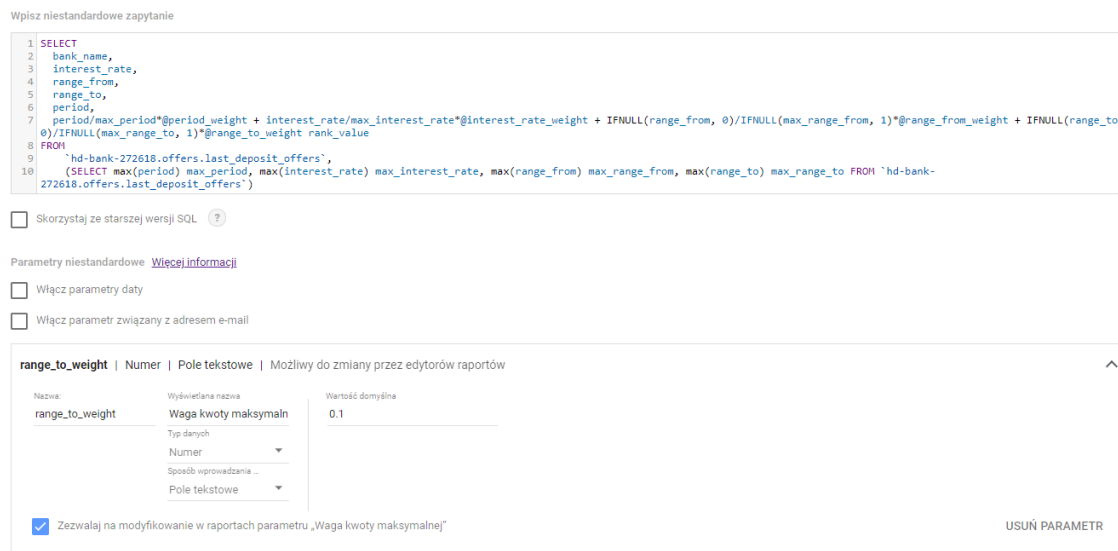 Wpisz niestandardowe zapytanie
1 SELECT
2 bank_name,
3 interest_rate,
4 range_from,
5 range_to,
6 period,
7 period/max_period*@period_weight + interest_rate/max_interest_rate*@interest_rate_weight + IFNULL(range_from, 0)/IFNULL(max_range_from, 1)*@range_from_weight + IFNULL(range_to
0)/IFNULL(max_range_to, 1)*@range_to_weight rank_value
8 FROM
9 `hd-bank-272618.offers.last_deposit_offers`,
10 (SELECT max(period) max_period, max(interest_rate) max_interest_rate, max(range_from) max_range_from, max(range_to) max_range_to FROM `hd-bank-
272618.offers.last_deposit_offers`)
Skorzystaj ze starszej wersji SQL ?
Parametry niestandardowe Więcej informacji
Włącz parametry daty
Włącz parametr związany z adresem e-mail
range_to_weight | Numer | Pole tekstowe | Możliwy do zmiany przez edytorów raportów
Nazwa: Wyświetlana nazwa Wartość domyślna
range_to_weight Waga kwoty maksymaln 0.1
Typ danych
Numer
Sposób wprowadzania ...
Pole tekstowe
Zezwalaj na modyfikowanie w raportach parametru „Waga kwoty maksymalnej” USUŃ PARAMETR